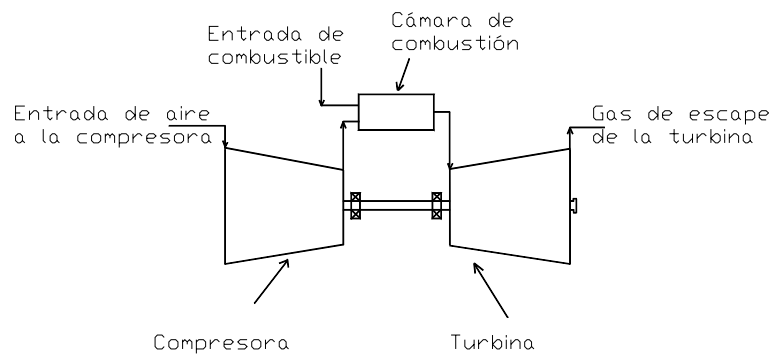 Cámara de
combustión
Entrada de
combustible
Entrada de aire
a la compresora
Gas de escape
de la turbina
Compresora
Turbina